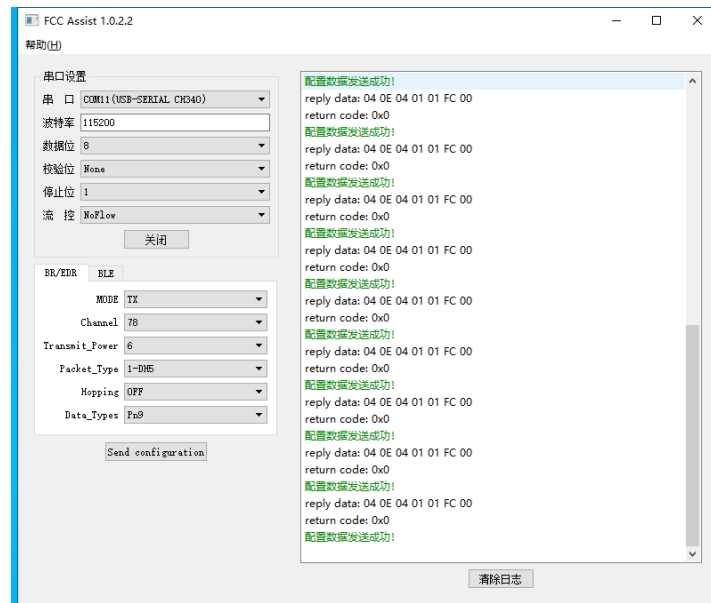 FCC Assist 1.0.2.2
帮助(H)
串口设置
串 口 COM11(USB-SERIAL CH340)
波特率 115200
数据位 8
校验位 None
停止位 1
流 控 NoFlow
关闭
BR/EDR BLE
MODE TX
Channel 78
Transmit_Power 6
Packet_Type 1-DH5
Hopping OFF
Data_Types Pn9
Send configuration
配置数据发送成功!
reply data: 04 0E 04 01 01 FC 00
return code: 0x0
配置数据发送成功!
reply data: 04 0E 04 01 01 FC 00
return code: 0x0
配置数据发送成功!
reply data: 04 0E 04 01 01 FC 00
return code: 0x0
配置数据发送成功!
reply data: 04 0E 04 01 01 FC 00
return code: 0x0
配置数据发送成功!
reply data: 04 0E 04 01 01 FC 00
return code: 0x0
配置数据发送成功!
reply data: 04 0E 04 01 01 FC 00
return code: 0x0
配置数据发送成功!
reply data: 04 0E 04 01 01 FC 00
return code: 0x0
配置数据发送成功!
reply data: 04 0E 04 01 01 FC 00
return code: 0x0
配置数据发送成功!
reply data: 04 0E 04 01 01 FC 00
return code: 0x0
配置数据发送成功!
清除日志